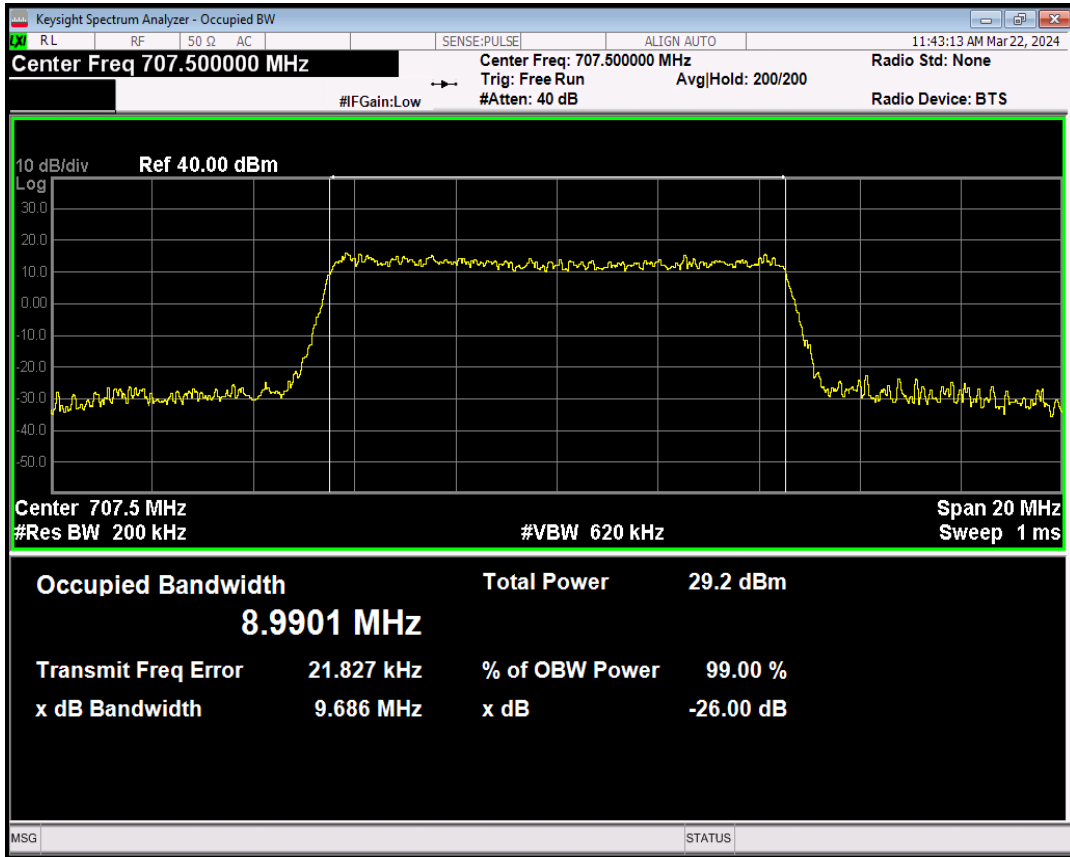 Keysight Spectrum Analyzer - Occupied BW
LXI RL RF 50 Ω AC SENSE:PULSE ALIGN AUTO 11:43:13 AM Mar 22, 2024
Center Freq 707.500000 MHz Center Freq: 707.500000 MHz Radio Std: None
Trig: Free Run Avg|Hold: 200/200
#IFGain:Low #Atten: 40 dB Radio Device: BTS
10 dB/div Ref 40.00 dBm
Log
30.0
20.0
10.0
0.00
-10.0
-20.0
-30.0
-40.0
-50.0
Center 707.5 MHz Span 20 MHz
#Res BW 200 kHz #VBW 620 kHz Sweep 1 ms
Occupied Bandwidth Total Power 29.2 dBm
8.9901 MHz
Transmit Freq Error 21.827 kHz % of OBW Power 99.00 %
x dB Bandwidth 9.686 MHz x dB -26.00 dB
MSG STATUS